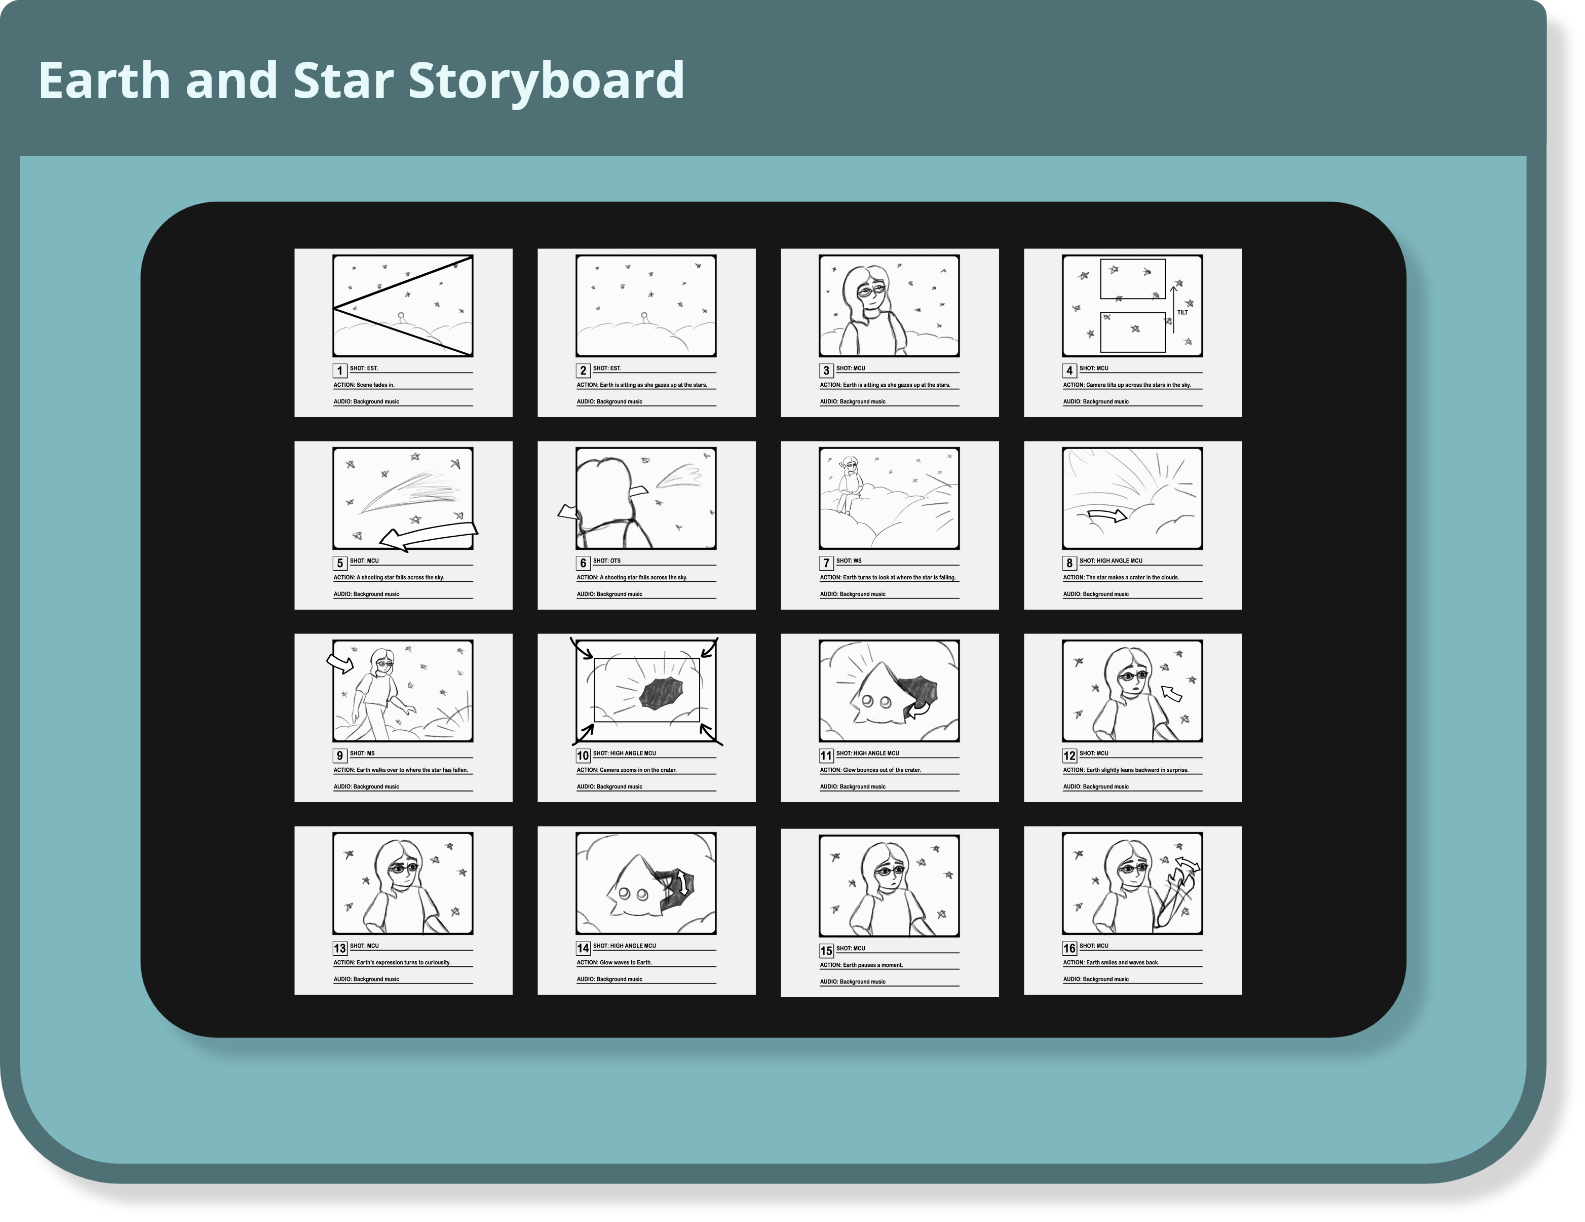 Earth and Star Storyboard
1 SHOT: EST.
ACTION: Scene fades in.
AUDIO: Background music
2 SHOT: EST.
ACTION: Earth is sitting as she gazes up at the stars.
AUDIO: Background music
3 SHOT: MCU
ACTION: Earth is sitting as she gazes up at the stars.
AUDIO: Background music
TILT
4 SHOT: MCU
ACTION: Camera tilts up across the stars in the sky.
AUDIO: Background music
5 SHOT: MCU
ACTION: A shooting star falls across the sky.
AUDIO: Background music
6 SHOT: OTS
ACTION: A shooting star falls across the sky.
AUDIO: Background music
7 SHOT: WS
ACTION: Earth turns to look at where the star is falling.
AUDIO: Background music
8 SHOT: HIGH ANGLE MCU
ACTION: The star makes a crater in the clouds.
AUDIO: Background music
9 SHOT: MS
ACTION: Earth walks over to where the star has fallen.
AUDIO: Background music
10 SHOT: HIGH ANGLE MCU
ACTION: Camera zooms in on the crater.
AUDIO: Background music
11 SHOT: HIGH ANGLE MCU
ACTION: Glow bounces out of the crater.
AUDIO: Background music
12 SHOT: MCU
ACTION: Earth slightly leans backward in surprise.
AUDIO: Background music
13 SHOT: MCU
ACTION: Earth's expression turns to curiousity.
AUDIO: Background music
14 SHOT: HIGH ANGLE MCU
ACTION: Glow waves to Earth.
AUDIO: Background music
15 SHOT: MCU
ACTION: Earth pauses a moment.
AUDIO: Background music
16 SHOT: MCU
ACTION: Earth smiles and waves back.
AUDIO: Background music